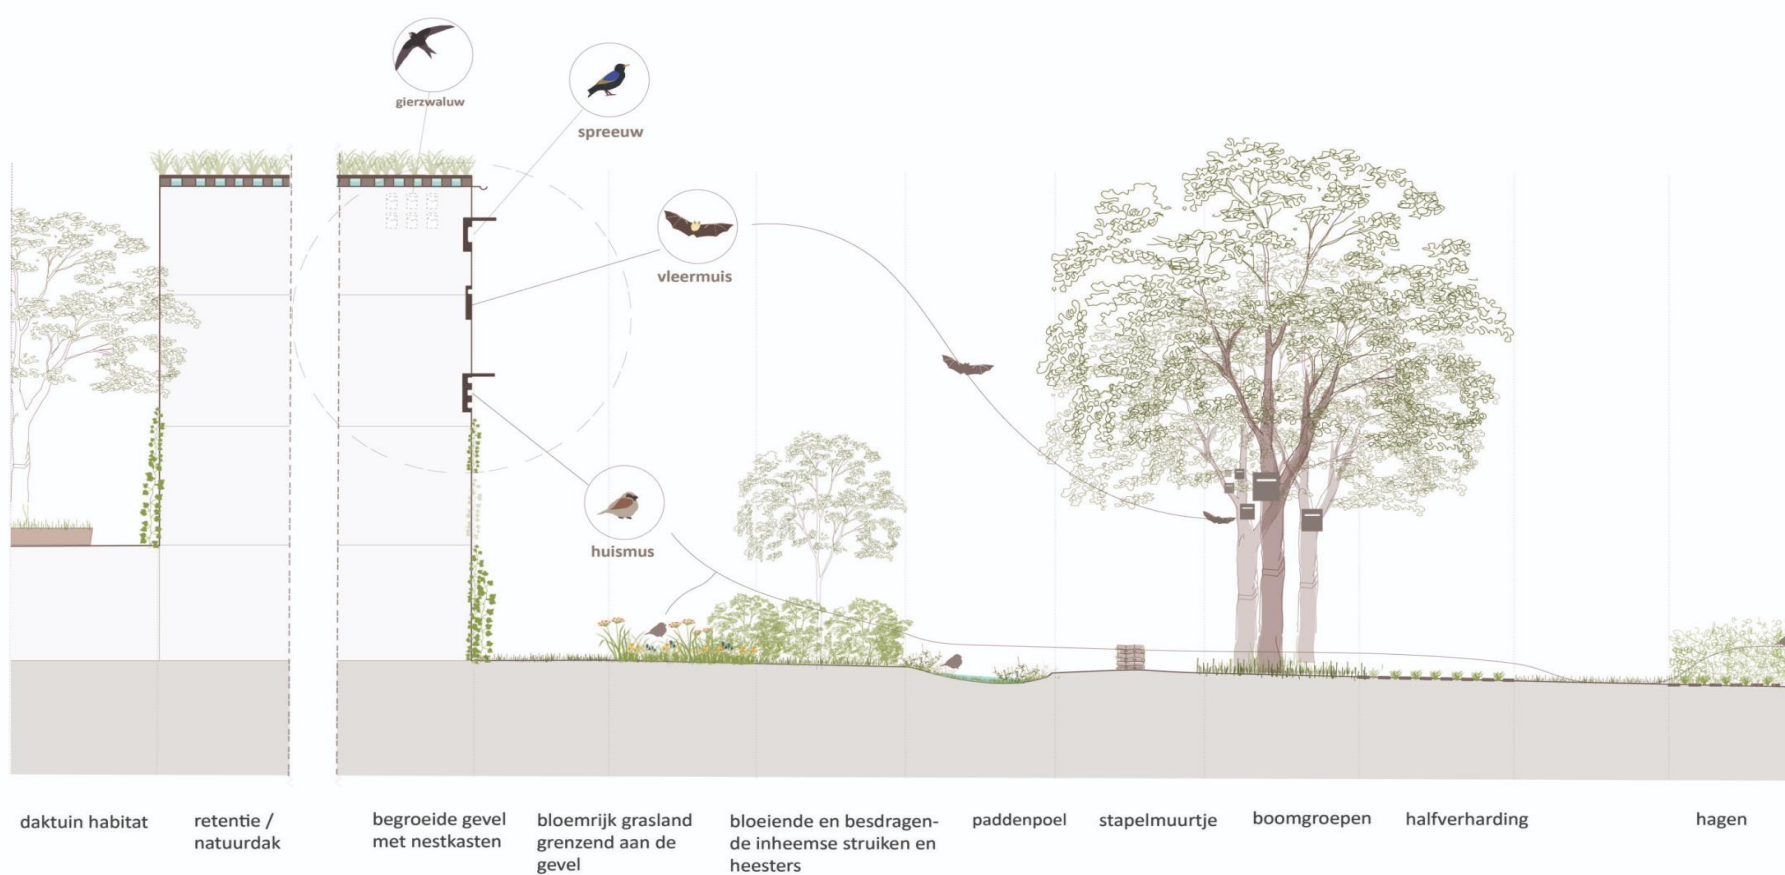 gierzwaluw
spreeuw
vleermuis
huismus
daktuin habitat
retentie /
natuurdak
begroeide gevel
met nestkasten
bloemrijk grasland
grenzend aan de
gevel
bloeiende en besdragen-
de inheemse struiken en
heesters
paddenpoel
stapelmuurtje
boomgroepen
halfverharding
hagen